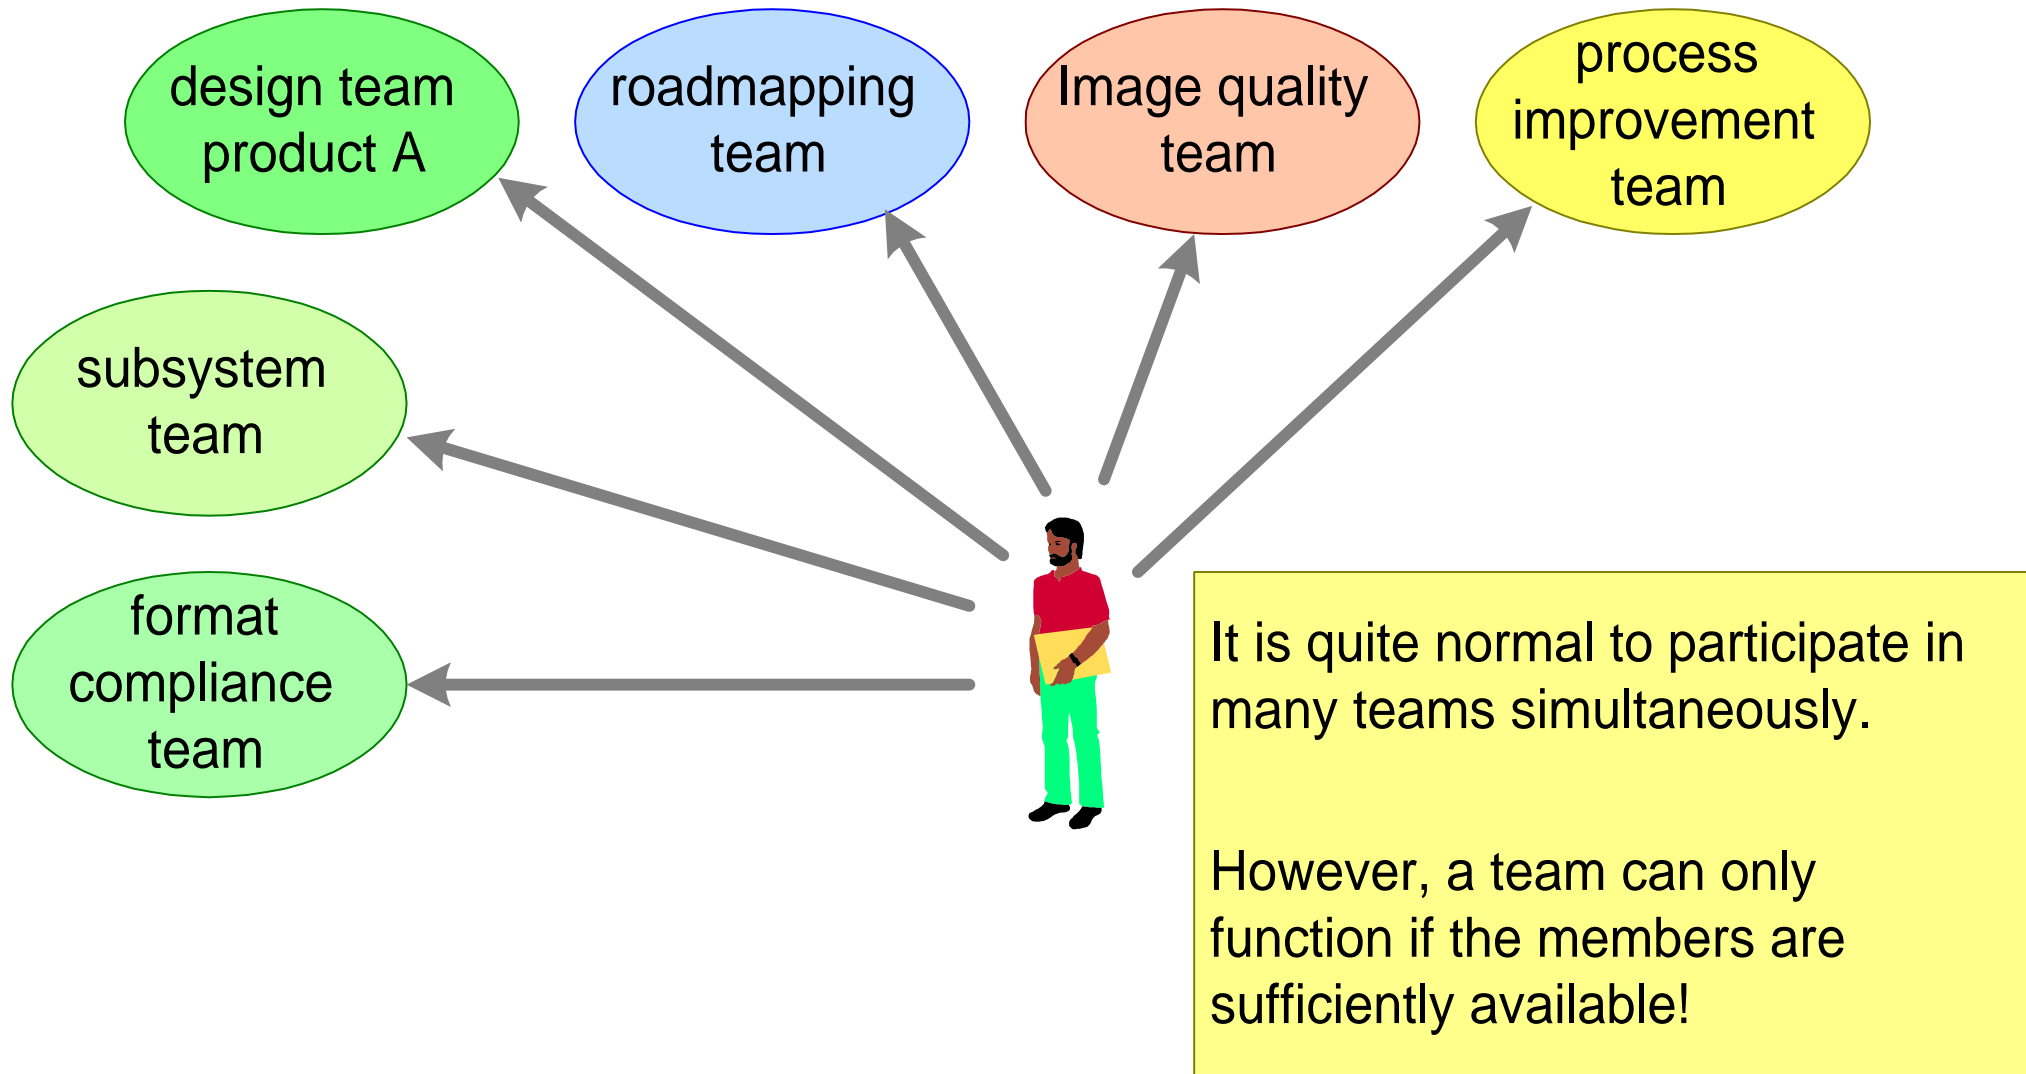 design team
product A
roadmapping
team
Image quality
team
process
improvement
team
subsystem
team
format
compliance
team
It is quite normal to participate in
many teams simultaneously.
However, a team can only
function if the members are
sufficiently available!